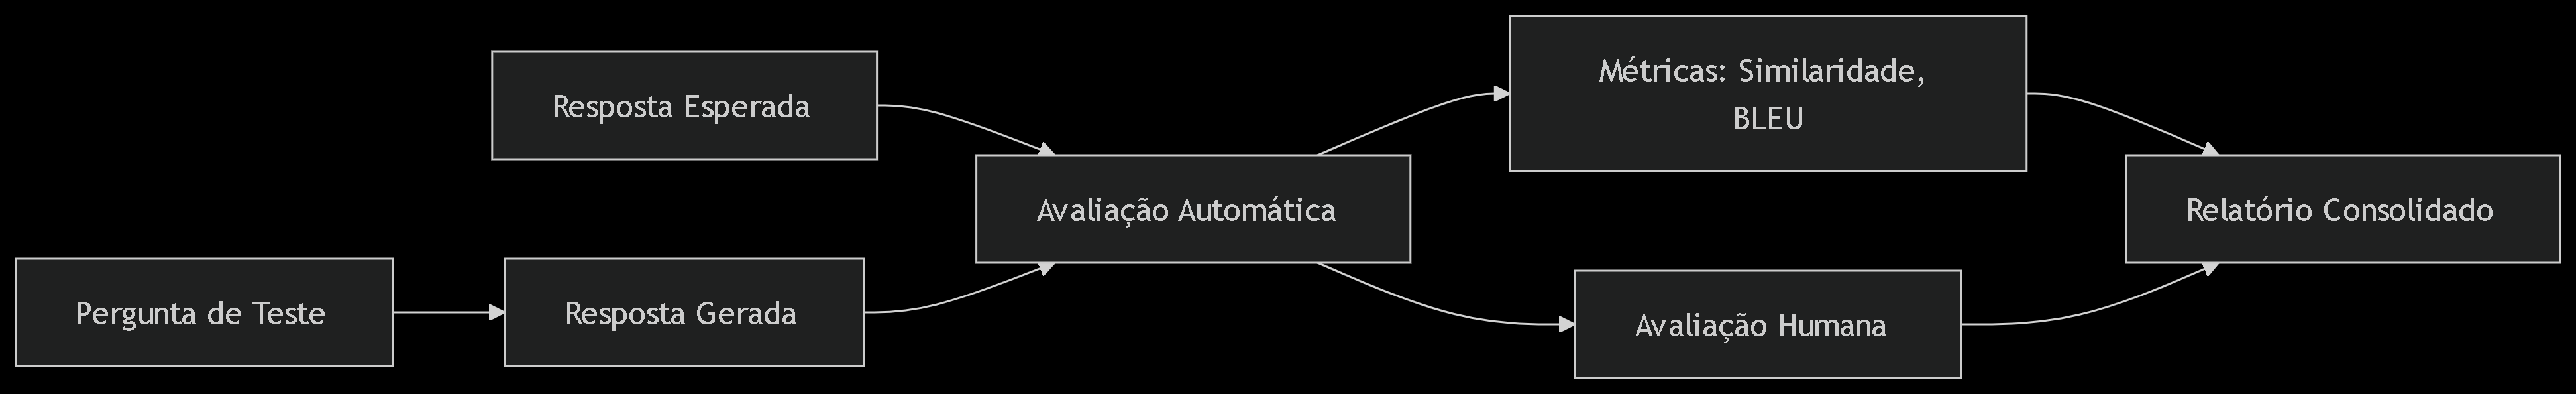 Resposta Esperada
Pergunta de Teste
Resposta Gerada
Avaliação Automática
Métricas: Similaridade,
BLEU
Avaliação Humana
Relatório Consolidado